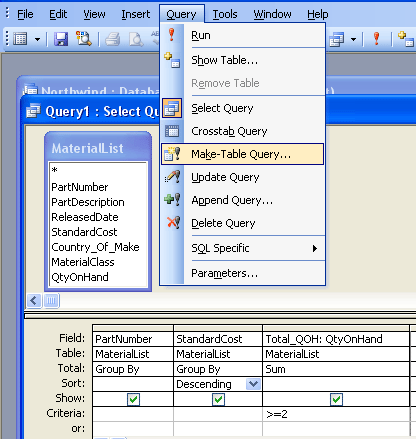 File Edit View Insert Query Tools Window Help
Run
Show Table...
Remove Table
Northwind : Databa
Select Query
Query1 : Select Qu
Crosstab Query
MaterialList
Make-Table Query...
*
PartNumber
Update Query
PartDescription
Append Query...
ReleasedDate
StandardCost
Delete Query
Country_Of_Make
SQL Specific
MaterialClass
QtyOnHand
Parameters...
Field: PartNumber StandardCost Total_QOH: QtyOnHand
Table: MaterialList MaterialList MaterialList
Total: Group By Group By Sum
Sort: Descending
Show:
Criteria: >=2
or: